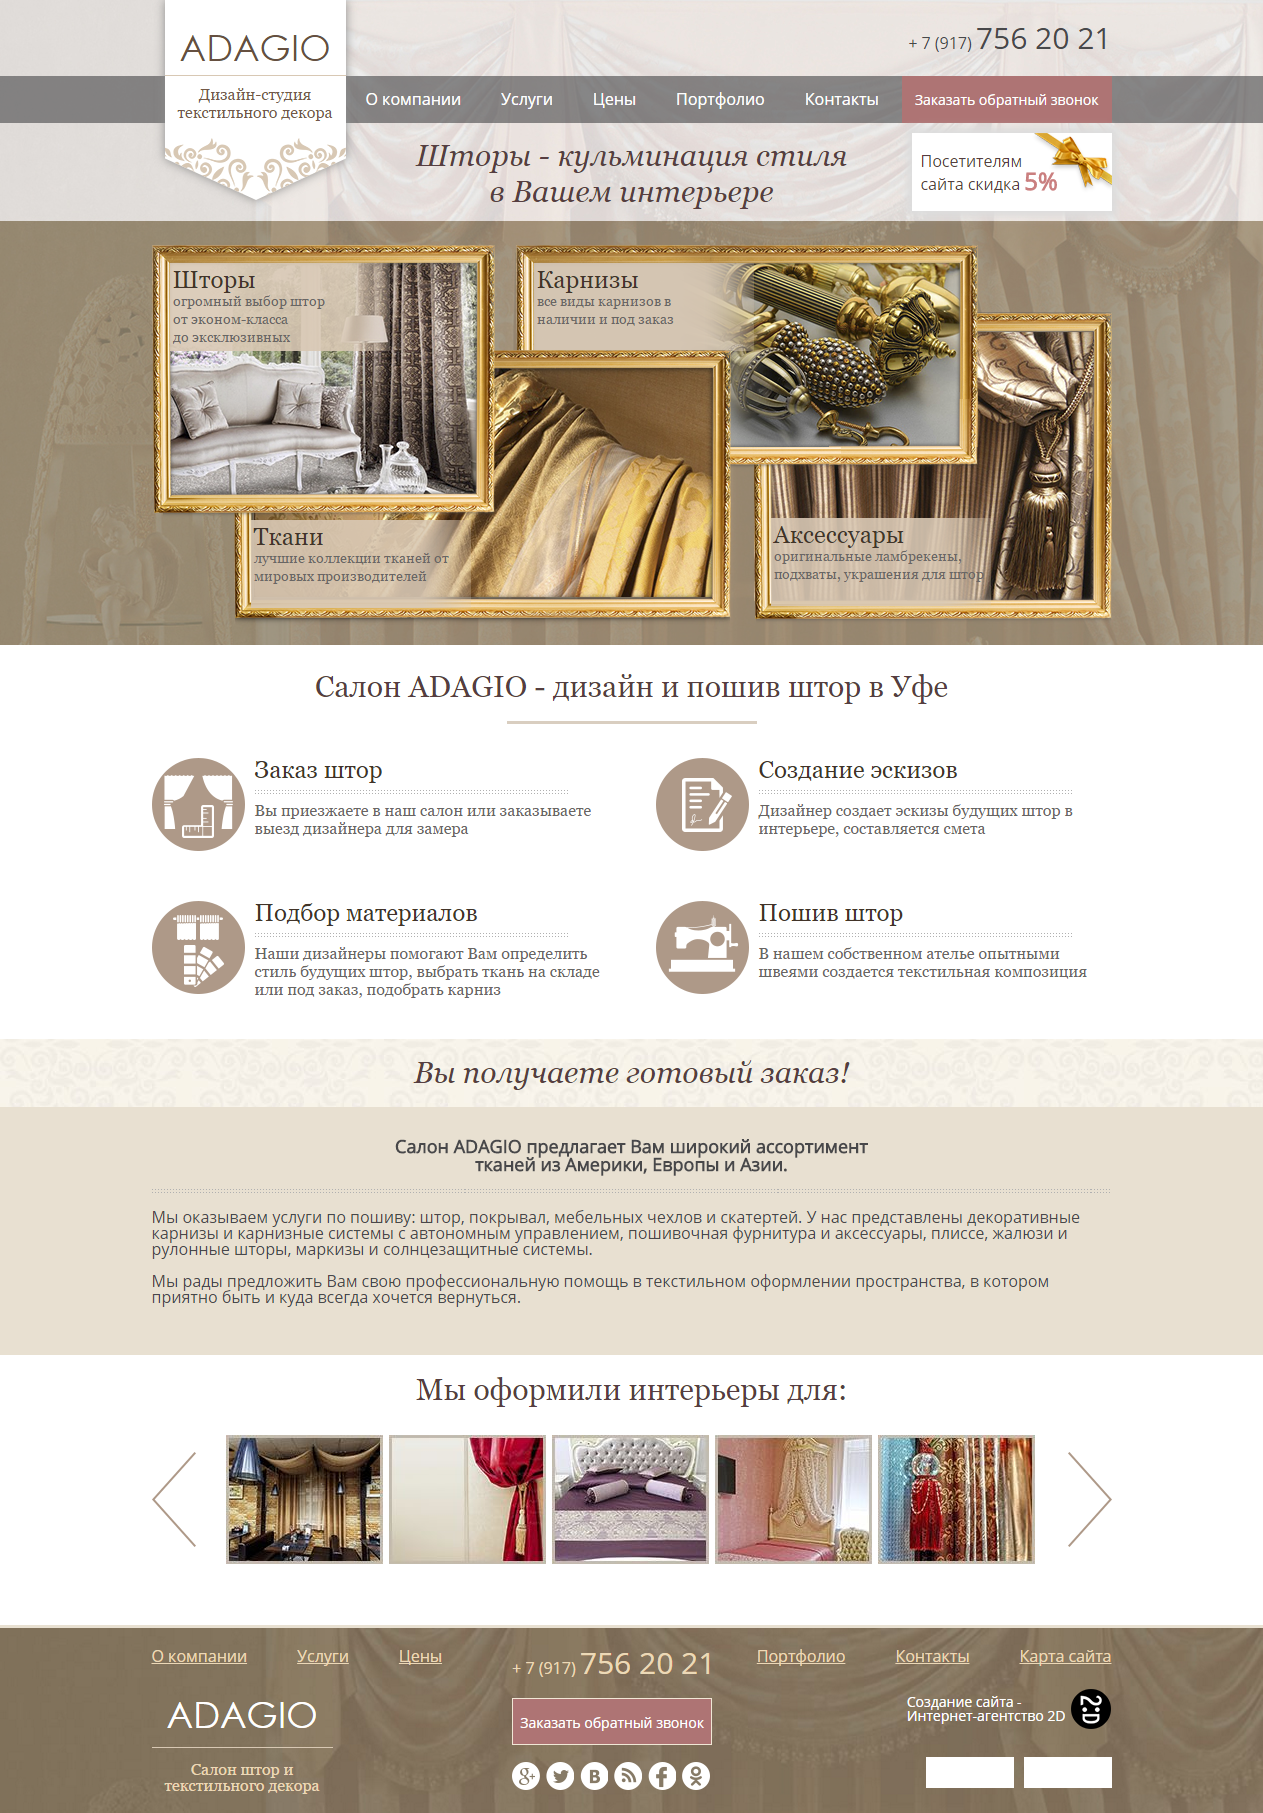 ADAGIO
Дизайн-студия
текстильного декора
+ 7 (917) 756 20 21
О компании
Услуги
Цены
Портфолио
Контакты
Заказать обратный звонок
Шторы - кульминация стиля
в Вашем интерьере
Посетителям
сайта скидка 5%
Шторы
огромный выбор штор
от эконом-класса
до эксклюзивных
Карнизы
все виды карнизов в
наличии и под заказ
Ткани
лучшие коллекции тканей от
мировых производителей
Аксессуары
оригинальные ламбрекены,
подхваты, украшения для штор
Салон ADAGIO - дизайн и пошив штор в Уфе
Заказ штор
Вы приезжаете в наш салон или заказываете
выезд дизайнера для замера
Создание эскизов
Дизайнер создает эскизы будущих штор в
интерьере, составляется смета
Подбор материалов
Наши дизайнеры помогают Вам определить
стиль будущих штор, выбрать ткань на складе
или под заказ, подобрать карниз
Пошив штор
В нашем собственном ателье опытными
швеями создается текстильная композиция
Вы получаете готовый заказ!
Салон ADAGIO предлагает Вам широкий ассортимент
тканей из Америки, Европы и Азии.
Мы оказываем услуги по пошиву: штор, покрывал, мебельных чехлов и скатертей. У нас представлены декоративные
карнизы и карнизные системы с автономным управлением, пошивочная фурнитура и аксессуары, плиссе, жалюзи и
рулонные шторы, маркизы и солнцезащитные системы.
Мы рады предложить Вам свою профессиональную помощь в текстильном оформлении пространства, в котором
приятно быть и куда всегда хочется вернуться.
Мы оформили интерьеры для:
О компании
Услуги
Цены
+ 7 (917) 756 20 21
Портфолио
Контакты
Карта сайта
ADAGIO
Салон штор и
текстильного декора
Заказать обратный звонок
Создание сайта -
Интернет-агентство 2D
2D